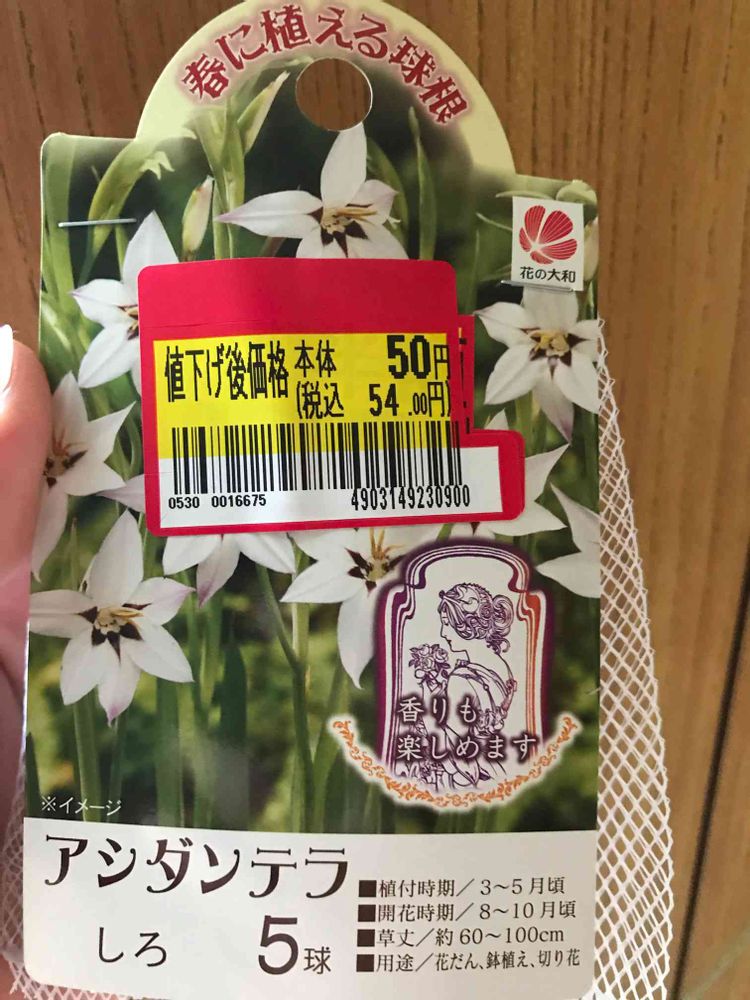 春に植える球根
花の大和
値下げ後価格 本体 50円
(税込 54.00円)
0530 0016675 4903149230900
香りも
楽しめます
※イメージ
アシダンテラ
しろ 5球
■植付時期/3～5月頃
■開花時期/8～10月頃
■草丈/約60～100cm
■用途/花だん、鉢植え、切り花